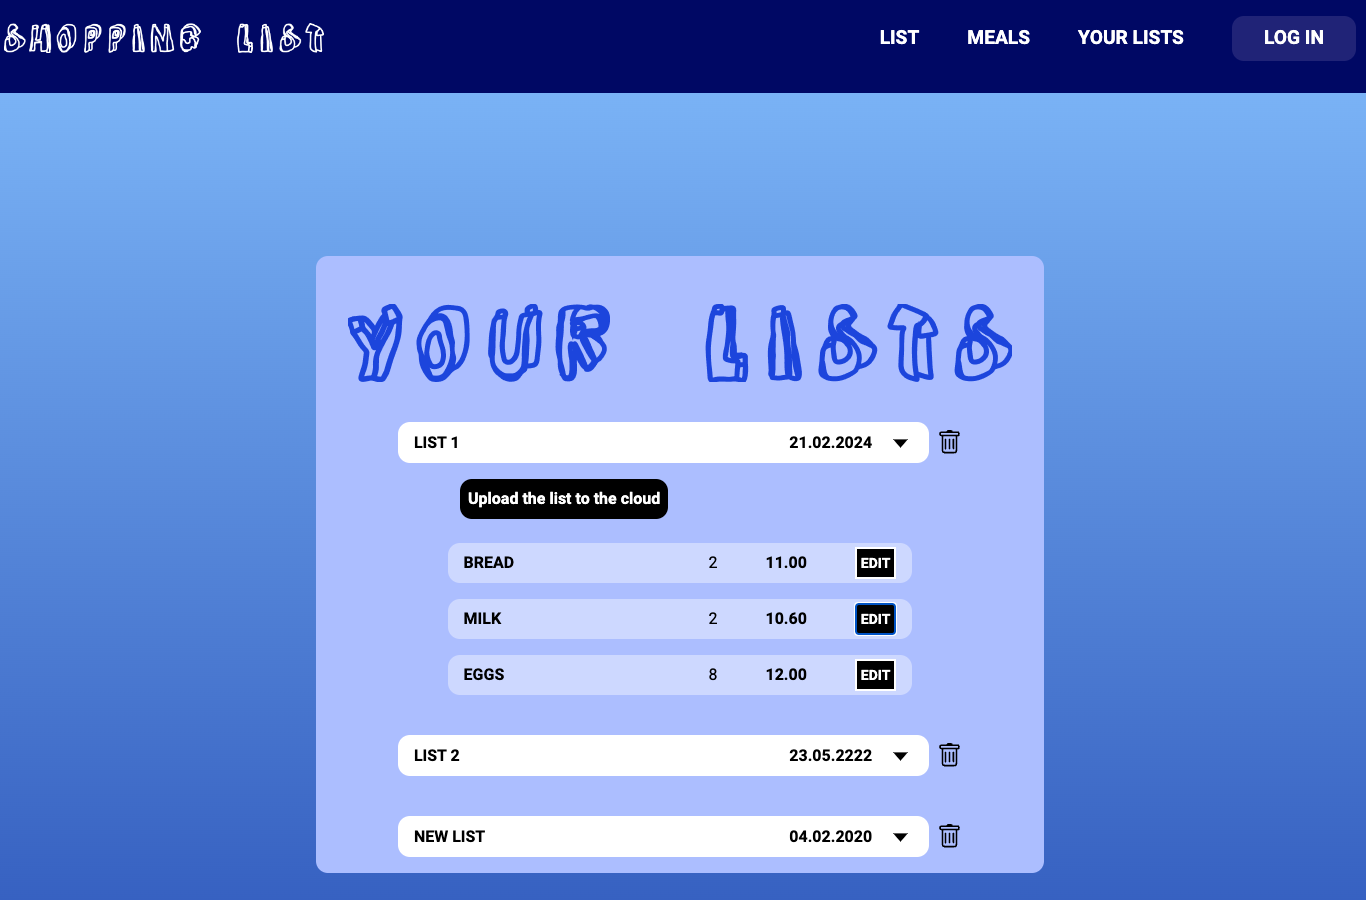 SHOPPING LIST LIST MEALS YOUR LISTS LOG IN
YOUR LISTS
LIST 1 21.02.2024
Upload the list to the cloud
BREAD 2 11.00 EDIT
MILK 2 10.60 EDIT
EGGS 8 12.00 EDIT
LIST 2 23.05.2222
NEW LIST 04.02.2020